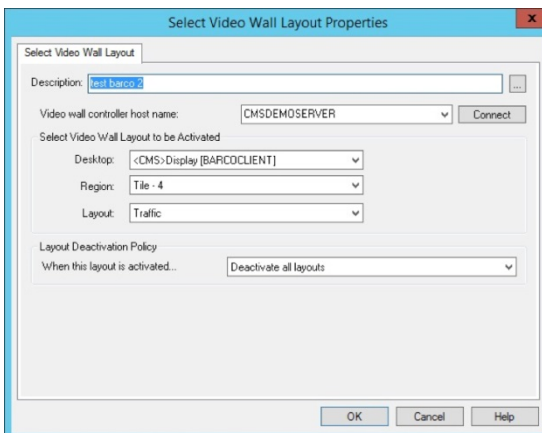 Select Video Wall Layout Properties
x
Select Video Wall Layout
Description: test barco 2 ...
Video wall controller host name: CMSDEMOSERVER Connect
Select Video Wall Layout to be Activated
Desktop: <CMS>Display [BARCOCLIENT]
Region: Tile - 4
Layout: Traffic
Layout Deactivation Policy
When this layout is activated... Deactivate all layouts
OK Cancel Help